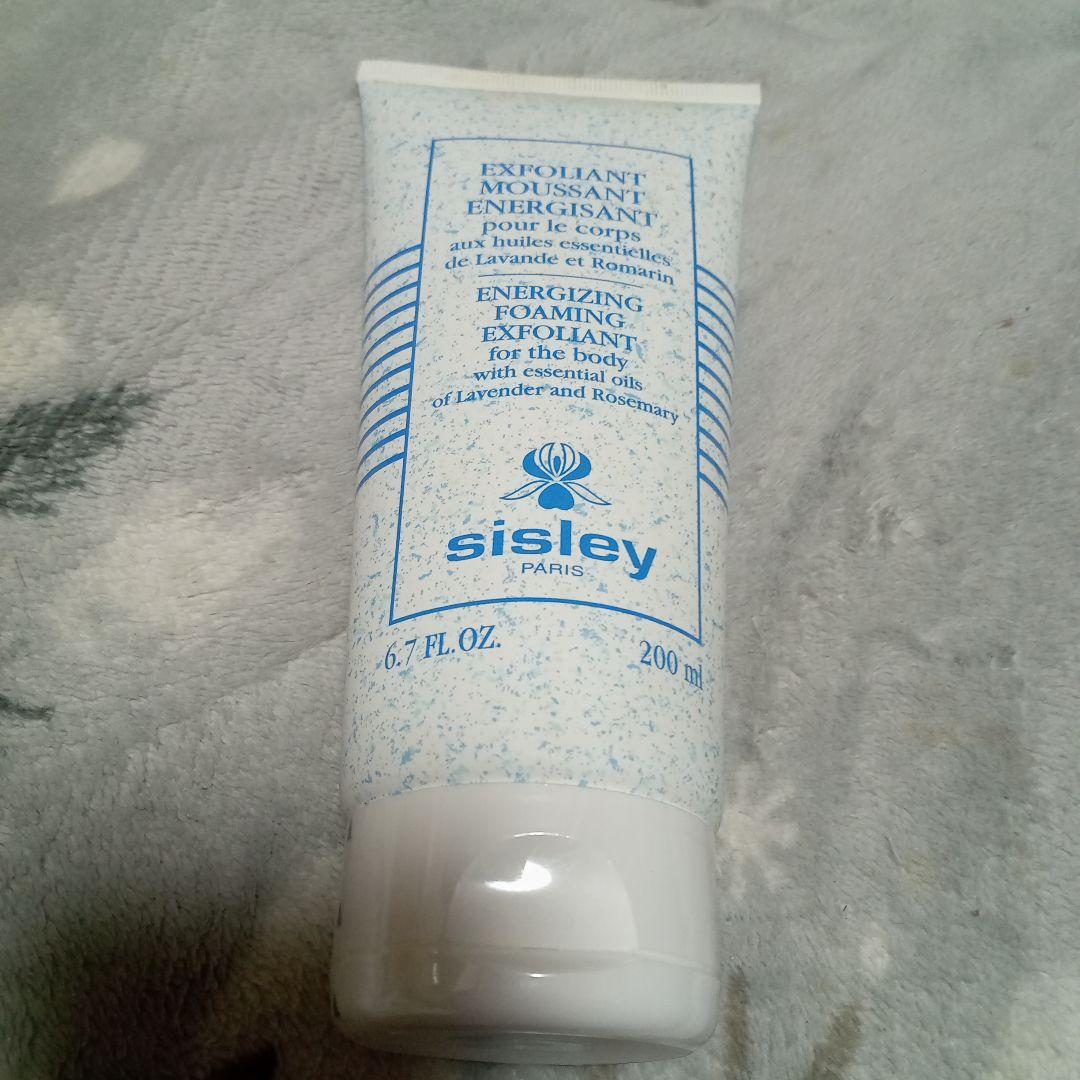 EXFOLIANT
MOUSSANT
ENERGISANT
pour le corps
aux huiles essentielles
de Lavande et Romarin
ENERGIZING
FOAMING
EXFOLIANT
for the body
with essential oils
of Lavender and Rosemary
sisley
PARIS
6.7 FL.OZ. 200 ml